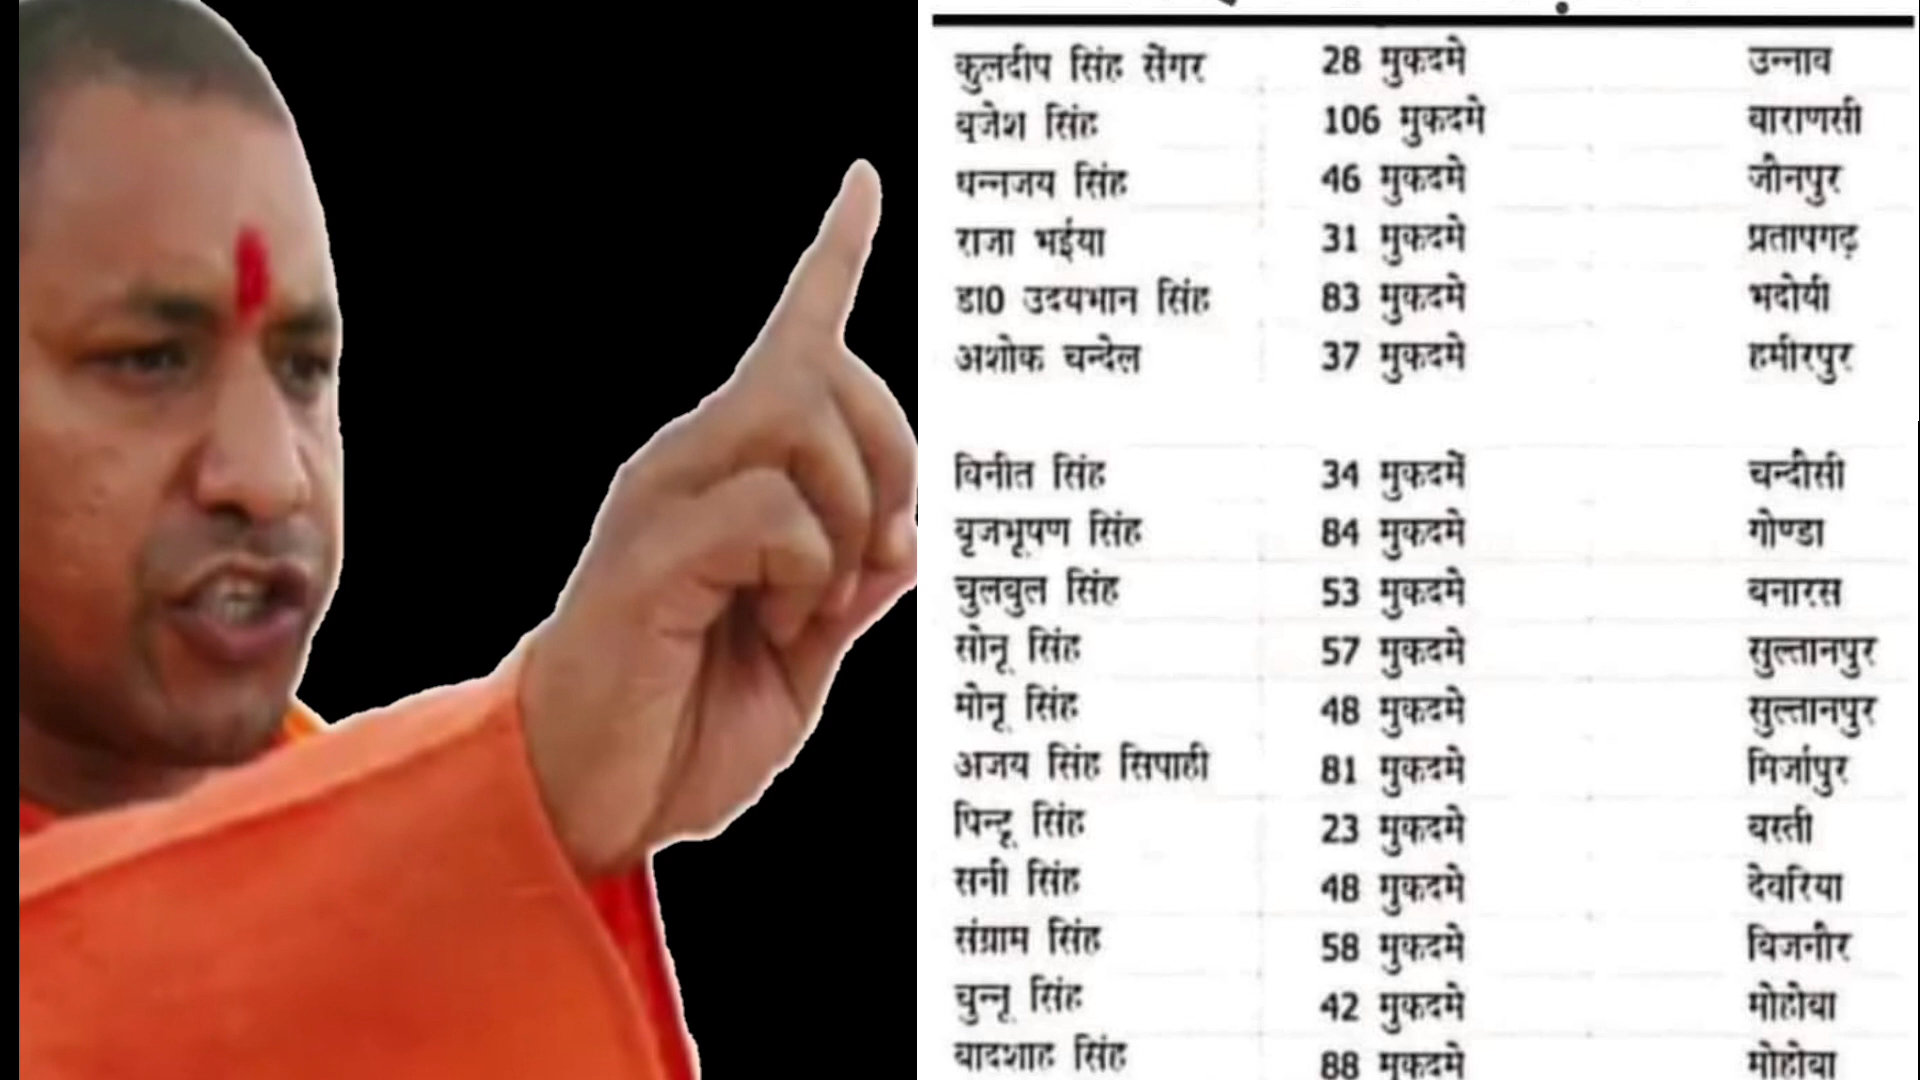 कुलदीप सिंह सेंगर 28 मुकदमे उन्नाव
बृजेश सिंह 106 मुकदमे वाराणसी
धन्नजय सिंह 46 मुकदमे जौनपुर
राजा भईया 31 मुकदमे प्रतापगढ़
डा0 उदयभान सिंह 83 मुकदमे भदोयी
अशोक चन्देल 37 मुकदमे हमीरपुर
विनीत सिंह 34 मुकदमें चन्दौसी
बृजभूषण सिंह 84 मुकदमे गोण्डा
चुलबुल सिंह 53 मुकदमे बनारस
सोनू सिंह 57 मुकदमे सुल्तानपुर
मोनू सिंह 48 मुकदमे सुल्तानपुर
अजय सिंह सिपाही 81 मुकदमे मिर्जापुर
पिन्टू सिंह 23 मुकदमे बस्ती
सनी सिंह 48 मुकदमे देवरिया
संग्राम सिंह 58 मुकदमे बिजनौर
चुन्नू सिंह 42 मुकदमे मोहोबा
बादशाह सिंह 88 मुकदमे मोहोबा